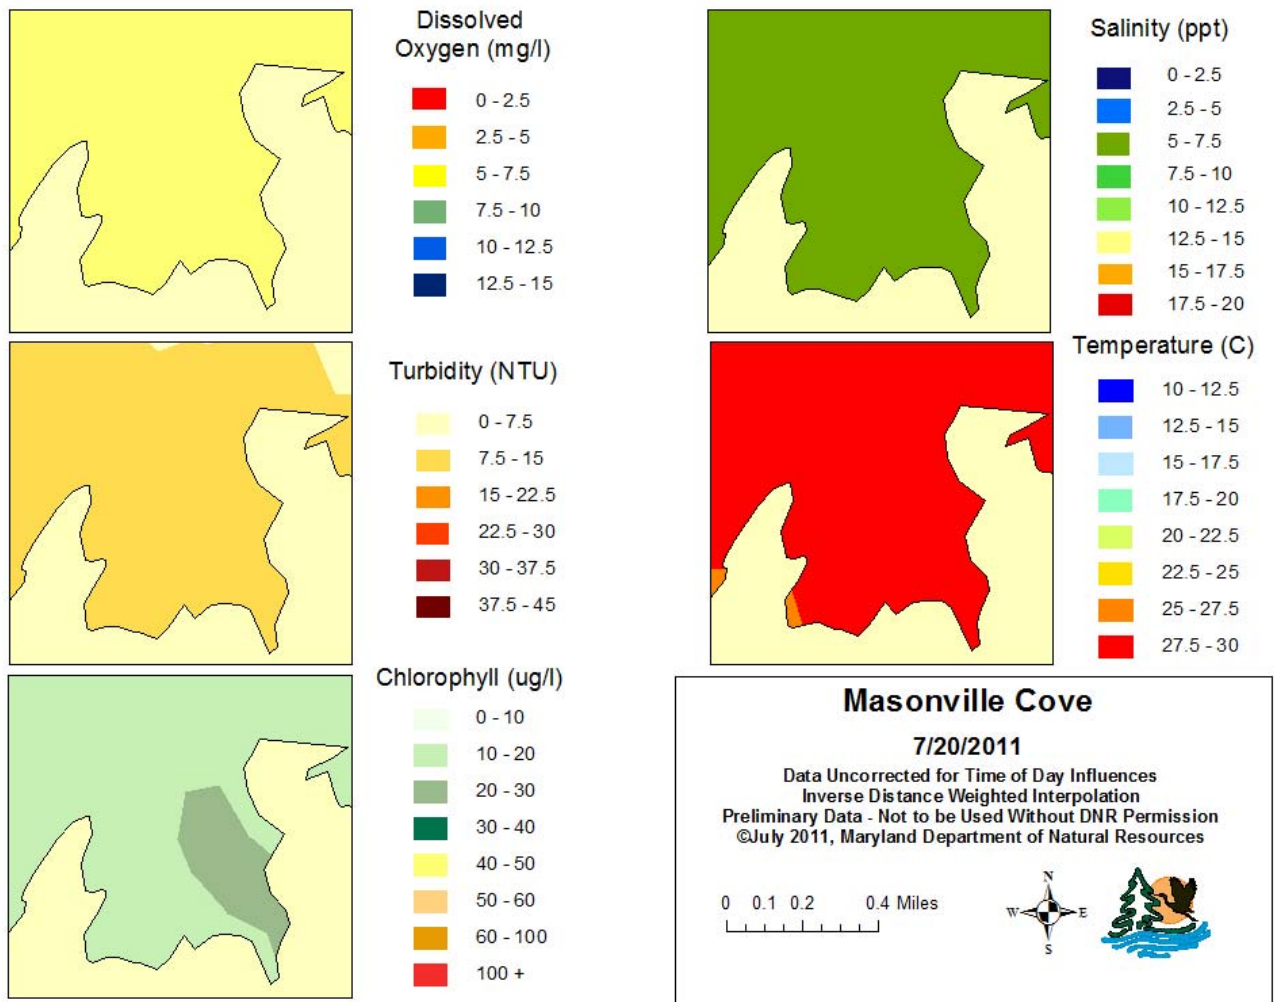 Dissolved
Oxygen (mg/l)
0 - 2.5
2.5 - 5
5 - 7.5
7.5 - 10
10 - 12.5
12.5 - 15
Salinity (ppt)
0 - 2.5
2.5 - 5
5 - 7.5
7.5 - 10
10 - 12.5
12.5 - 15
15 - 17.5
17.5 - 20
Turbidity (NTU)
0 - 7.5
7.5 - 15
15 - 22.5
22.5 - 30
30 - 37.5
37.5 - 45
Temperature (C)
10 - 12.5
12.5 - 15
15 - 17.5
17.5 - 20
20 - 22.5
22.5 - 25
25 - 27.5
27.5 - 30
Chlorophyll (ug/l)
0 - 10
10 - 20
20 - 30
30 - 40
40 - 50
50 - 60
60 - 100
100 +
Masonville Cove
7/20/2011
Data Uncorrected for Time of Day Influences
Inverse Distance Weighted Interpolation
Preliminary Data - Not to be Used Without DNR Permission
©July 2011, Maryland Department of Natural Resources
0 0.1 0.2 0.4 Miles
N
W E
S